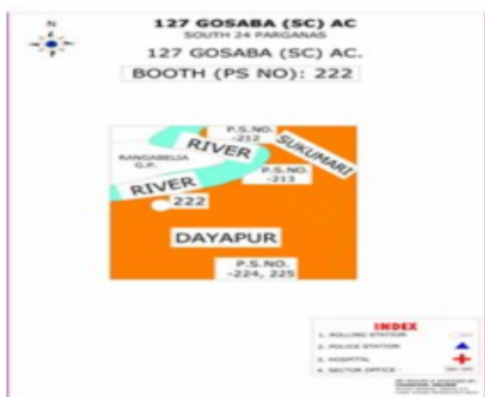 N
127 GOSABA (SC) AC
SOUTH 24 PARGANAS
127 GOSABA (SC) AC.
BOOTH (PS NO): 222
P.S.NO.
-212
RIVER
SUKUMARI
RANGABELIA
G.P.
P.S.NO.
-213
RIVER
222
DAYAPUR
P.S.NO.
-224, 225
INDEX
1. POLLING STATION
2. POLICE STATION
3. HOSPITAL
4. SECTOR OFFICE -